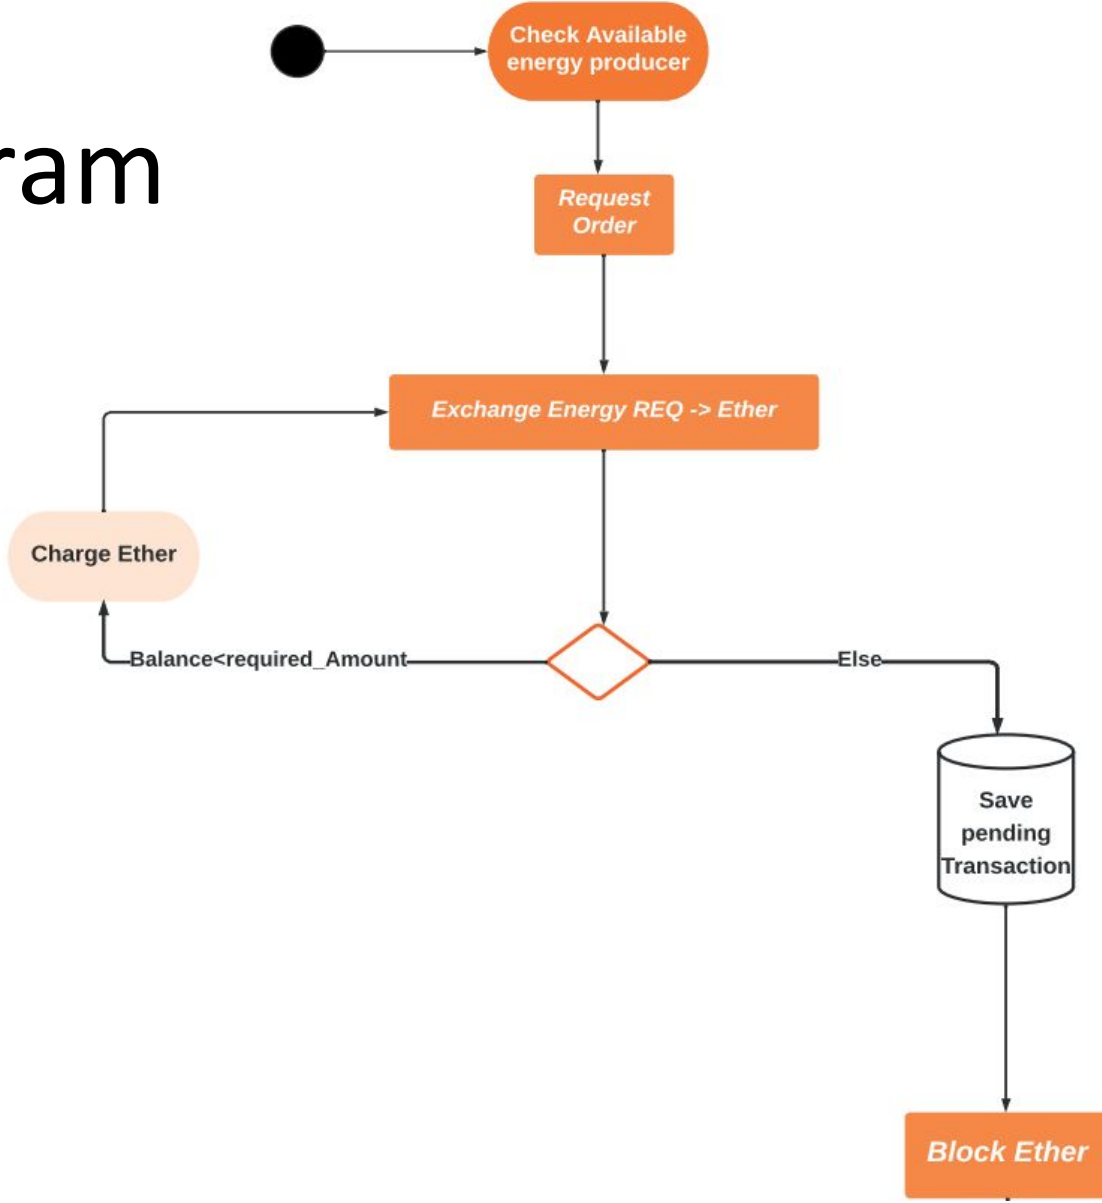 Check Available
energy producer
ram
Request
Order
Exchange Energy REQ -> Ether
Charge Ether
Balance<required_Amount
Else
Save
pending
Transaction
Block Ether